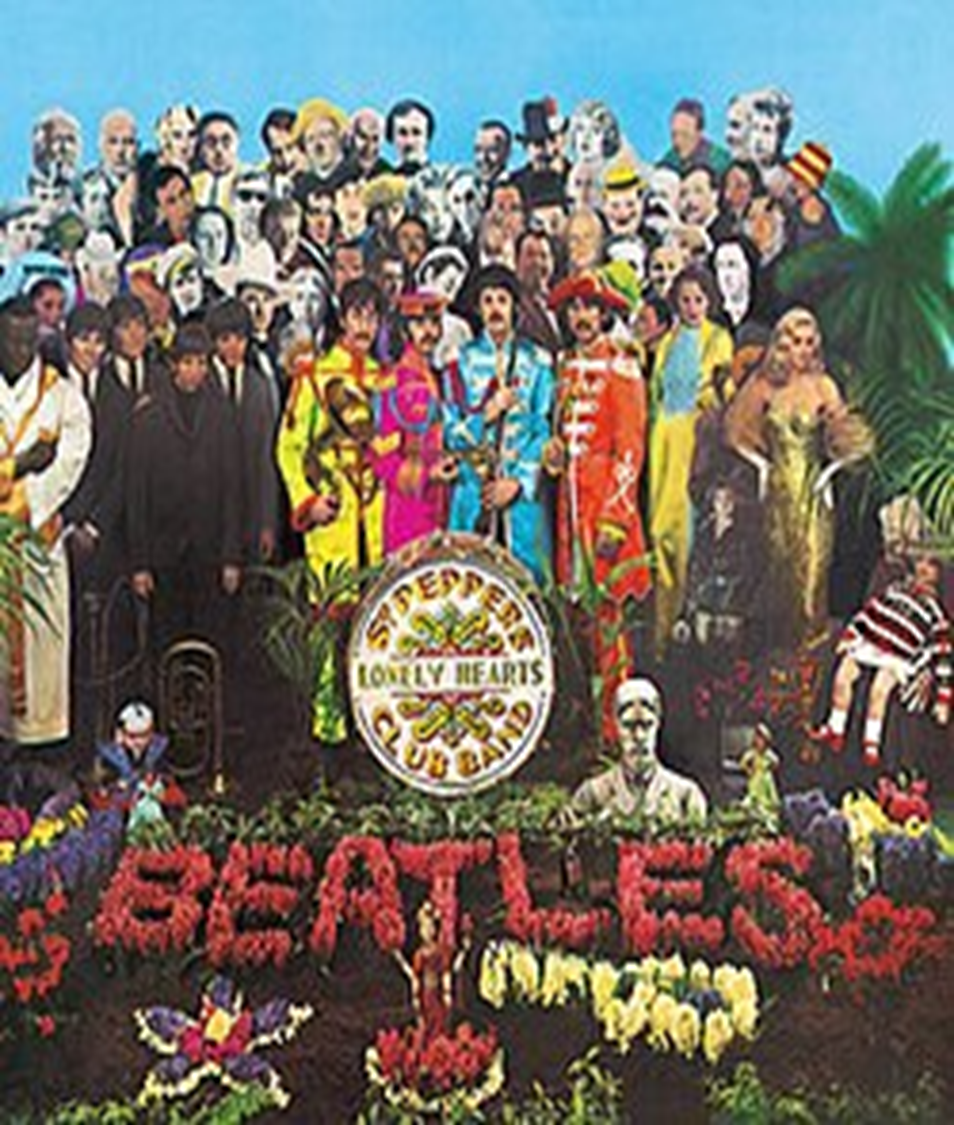 SGT. PEPPERS
LONELY HEARTS
CLUB BAND
BEATLES